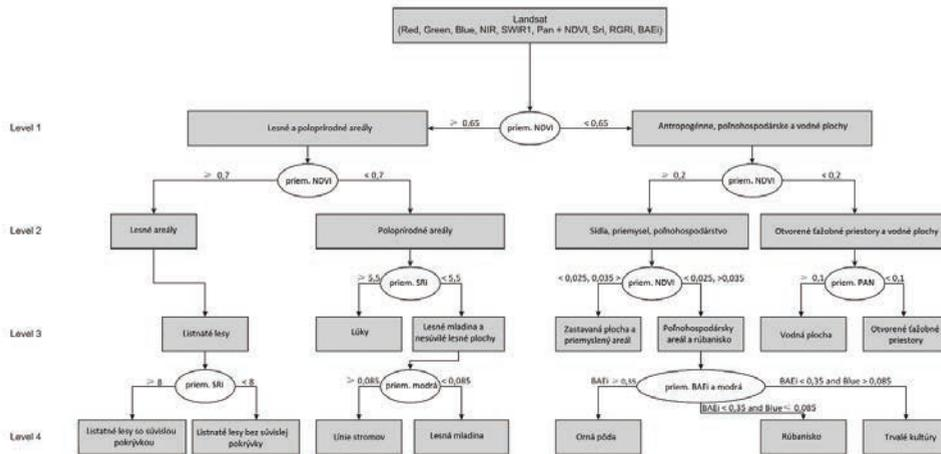 Landsat
(Red, Green, Blue, NIR, SWIR1, Pan + NDVI, Sri, RGRi, BAEi)
Level 1
Lesné a poloprírodné areály
≥ 0,65
priem. NDVI
< 0,65
Antropogénne, poľnohospodárske a vodné plochy
≥ 0,7
priem. NDVI
< 0,7
≥ 0,2
priem. NDVI
< 0,2
Level 2
Lesné areály
Poloprírodné areály
Sídla, priemysel, poľnohospodárstvo
Otvorené ťažobné priestory a vodné plochy
≥ 5,5
priem. SRI
< 5,5
< 0,025, 0,035 >
priem. NDVI
< 0,025, >0,035
≥ 0,1
priem. PAN
< 0,1
Level 3
Listnaté lesy
Lúky
Lesné mladina a
nesúvilé lesné plochy
Zastavaná plocha a
priemyslený areál
Poľnohospodársky
areál a rúbanisko
Vodná plocha
Otvorené ťažobné
priestory
≥ 8
priem. SRi
< 8
≥ 0,085
priem. modrá
< 0,085
BAEi ≥ 0,35
priem. BAEi a modrá
BAEi < 0,35 and Blue > 0,085
BAEi < 0,35 and Blue ≤ 0,085
Level 4
Listatné lesy so súvislou
pokrývkou
Listnaté lesy bez súvislej
pokrývky
Línie stromov
Lesná mladina
Orná pôda
Rúbanisko
Trvalé kultúry